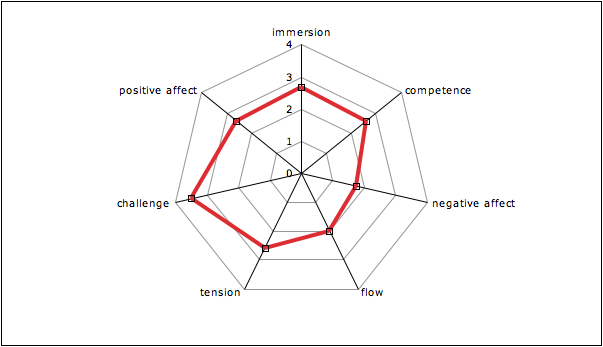 immersion
4
positive affect
competence
3
2
1
0
challenge
negative affect
tension
flow